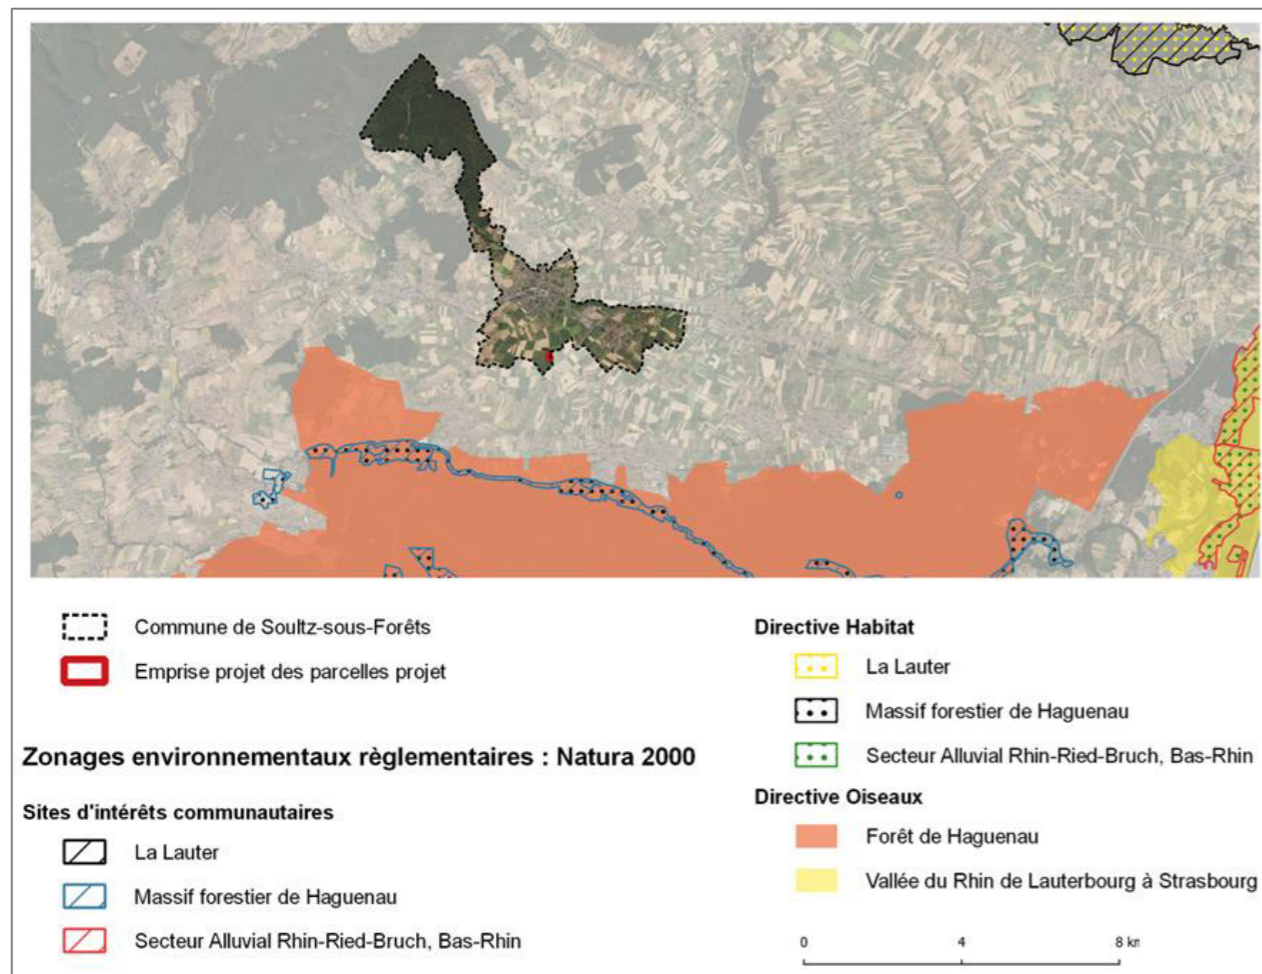 Commune de Soultz-sous-Forêts
Emprise projet des parcelles projet
Zonages environnementaux règlementaires : Natura 2000
Sites d'intérêts communautaires
La Lauter
Massif forestier de Haguenau
Secteur Alluvial Rhin-Ried-Bruch, Bas-Rhin
Directive Habitat
La Lauter
Massif forestier de Haguenau
Secteur Alluvial Rhin-Ried-Bruch, Bas-Rhin
Directive Oiseaux
Forêt de Haguenau
Vallée du Rhin de Lauterbourg à Strasbourg
0 4 8 km